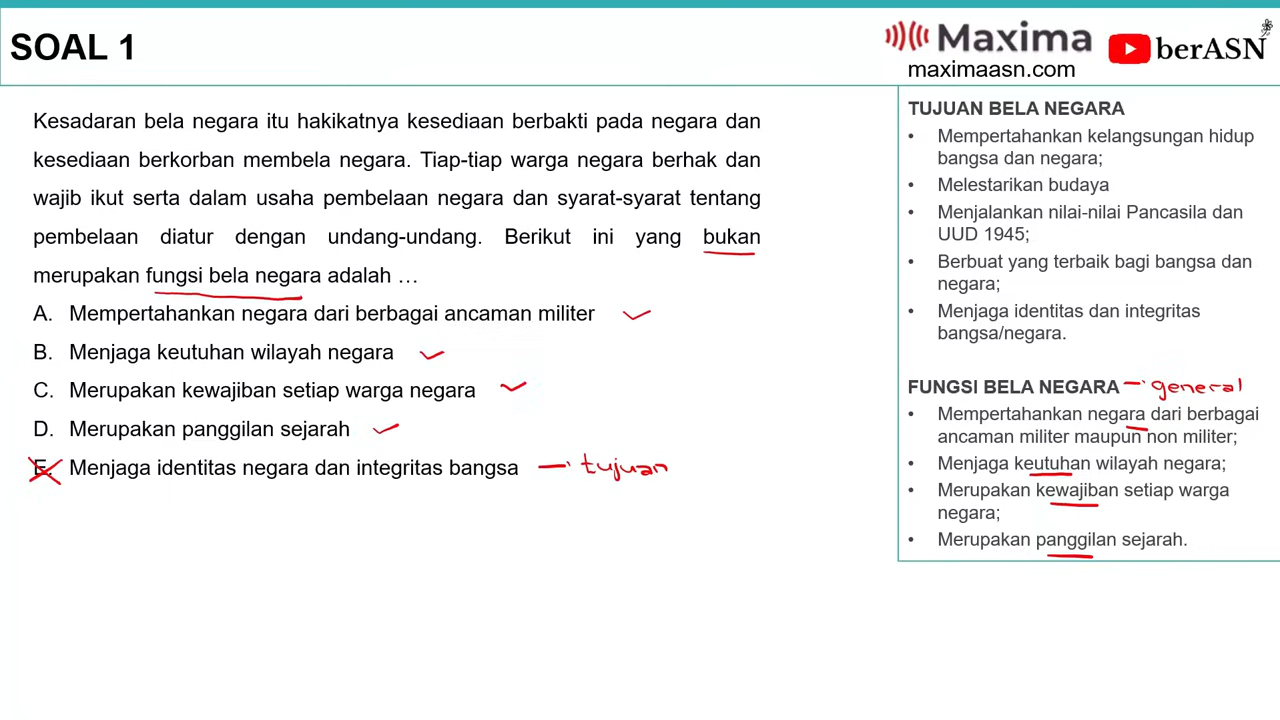 SOAL 1
Maxima
maximaasn.com
berASN
Kesadaran bela negara itu hakikatnya kesediaan berbakti pada negara dan
kesediaan berkorban membela negara. Tiap-tiap warga negara berhak dan
wajib ikut serta dalam usaha pembelaan negara dan syarat-syarat tentang
pembelaan diatur dengan undang-undang. Berikut ini yang bukan
merupakan fungsi bela negara adalah …
A. Mempertahankan negara dari berbagai ancaman militer
B. Menjaga keutuhan wilayah negara
C. Merupakan kewajiban setiap warga negara
D. Merupakan panggilan sejarah
E. Menjaga identitas negara dan integritas bangsa — tujuan
TUJUAN BELA NEGARA
• Mempertahankan kelangsungan hidup
bangsa dan negara;
• Melestarikan budaya
• Menjalankan nilai-nilai Pancasila dan
UUD 1945;
• Berbuat yang terbaik bagi bangsa dan
negara;
• Menjaga identitas dan integritas
bangsa/negara.
FUNGSI BELA NEGARA — general
• Mempertahankan negara dari berbagai
ancaman militer maupun non militer;
• Menjaga keutuhan wilayah negara;
• Merupakan kewajiban setiap warga
negara;
• Merupakan panggilan sejarah.